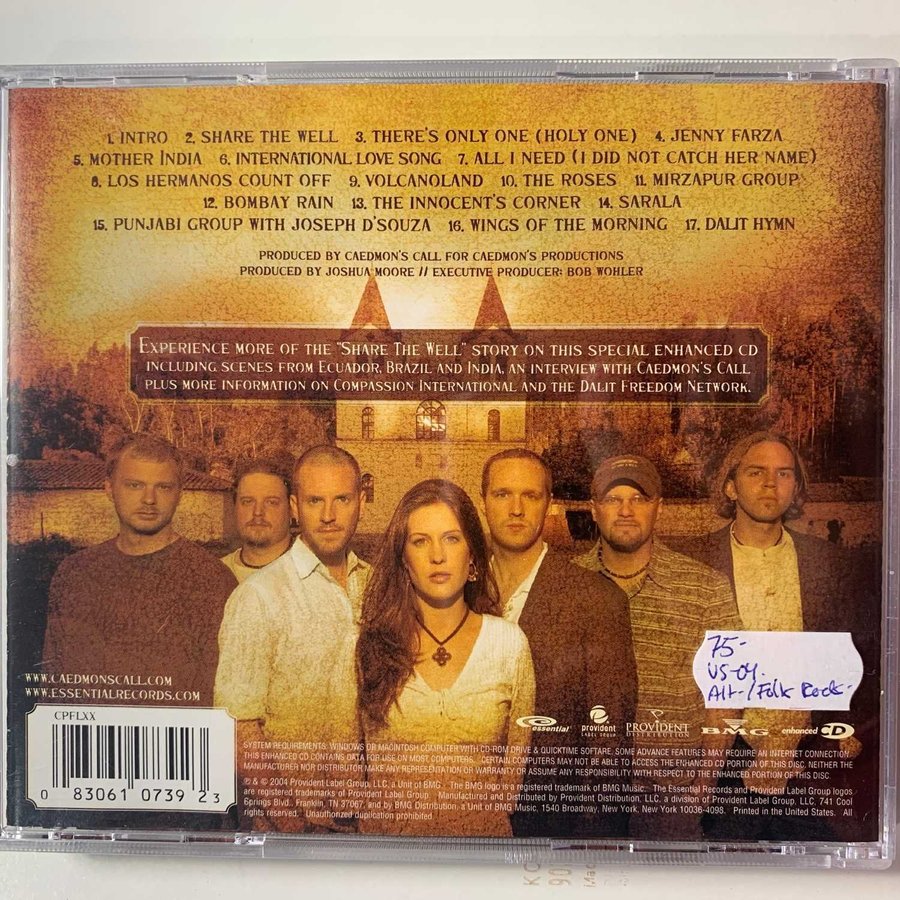 1. INTRO 2. SHARE THE WELL 3. THERE'S ONLY ONE (HOLY ONE) 4. JENNY FARZA
5. MOTHER INDIA 6. INTERNATIONAL LOVE SONG 7. ALL I NEED (I DID NOT CATCH HER NAME)
8. LOS HERMANOS COUNT OFF 9. VOLCANOLAND 10. THE ROSES 11. MIRZAPUR GROUP
12. BOMBAY RAIN 13. THE INNOCENT'S CORNER 14. SARALA
15. PUNJABI GROUP WITH JOSEPH D'SOUZA 16. WINGS OF THE MORNING 17. DALIT HYMN
PRODUCED BY CAEDMON'S CALL FOR CAEDMON'S PRODUCTIONS
PRODUCED BY JOSHUA MOORE // EXECUTIVE PRODUCER: BOB WOHLER
EXPERIENCE MORE OF THE "SHARE THE WELL" STORY ON THIS SPECIAL ENHANCED CD
INCLUDING SCENES FROM ECUADOR, BRAZIL AND INDIA, AN INTERVIEW WITH CAEDMON'S CALL
PLUS MORE INFORMATION ON COMPASSION INTERNATIONAL AND THE DALIT FREEDOM NETWORK.
75-
US-04.
Alt-/Folk Rock-
WWW.CAEDMONSCALL.COM
WWW.ESSENTIALRECORDS.COM
CPFLXX
0 83061 0739 2 3
essential
provident
LABEL GROUP
PROVIDENT
DISTRIBUTION
BMG
enhanced CD
SYSTEM REQUIREMENTS: WINDOWS OR MACINTOSH COMPUTER WITH CD-ROM DRIVE & QUICKTIME SOFTARE. SOME ADVANCE FEATURES MAY REQUIRE AN INTERNET CONNECTION.
THIS ENHANCED CD CONTAINS DATA FOR USE ON MOST COMPUTERS. CERTAIN COMPUTERS MAY NOT BE ABLE TO ACCESS THE ENHANCED CD PORTION OF THIS DISC. NEITHER THE
MANUFACTURER NOR DISTRIBUTOR MAKE ANY REPRESENTATION OR WARRANTY OR ASSUME ANY RESPONSIBILITY WITH RESPECT TO THE ENHANCED PORTION OF THIS DISC.
℗ & © 2004 Provident Label Group, LLC, a Unit of BMG. The BMG logo is a registered trademark of BMG Music. The Essential Records and Provident Label Group logos
are registered trademarks of Provident Label Group. Manufactured and Distributed by Provident Distribution, LLC, a division of Provident Label Group, LLC, 741 Cool
6prings Blvd., Franklin, TN 37067, and by BMG Distribution, a Unit of BMG Music, 1540 Broadway, New York, New York 10036-4098. Printed in the United States. All
rights reserved. Unauthorized duplication prohibited.